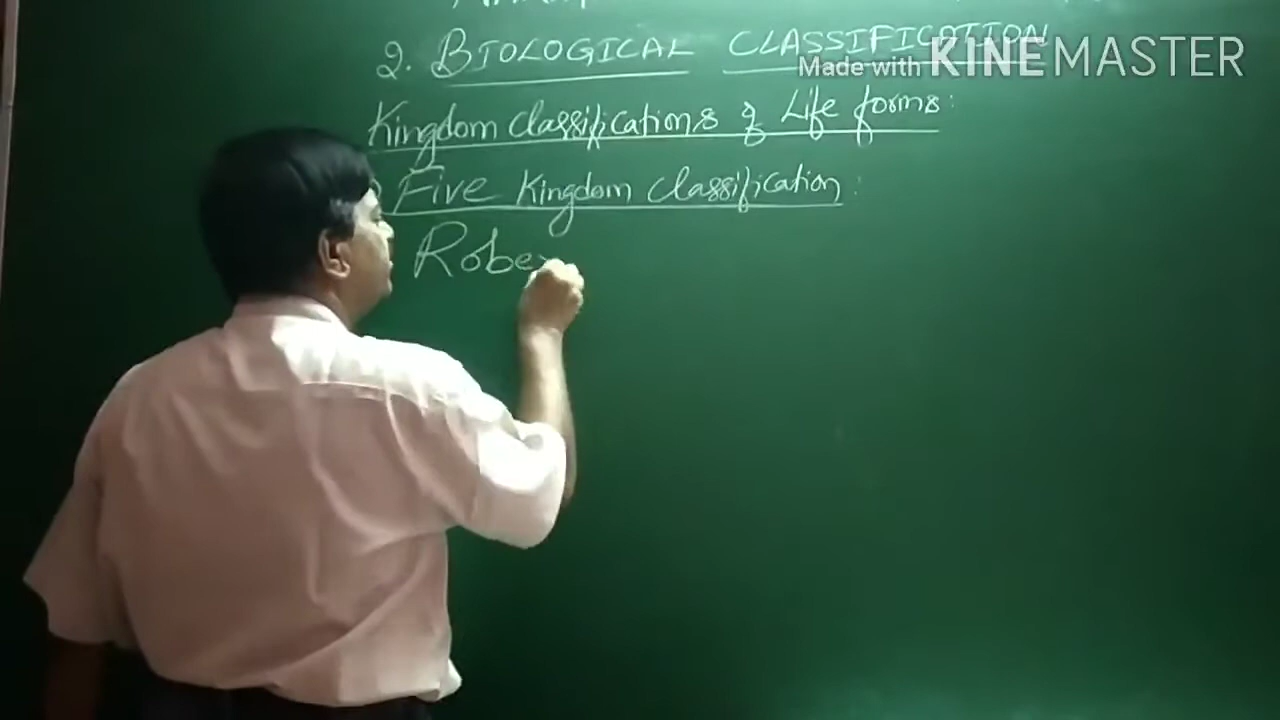 2. BIOLOGICAL CLASSIFICATION
Made with KINEMASTER
Kingdom Classifications of Life forms:
Five Kingdom Classification:
Robe